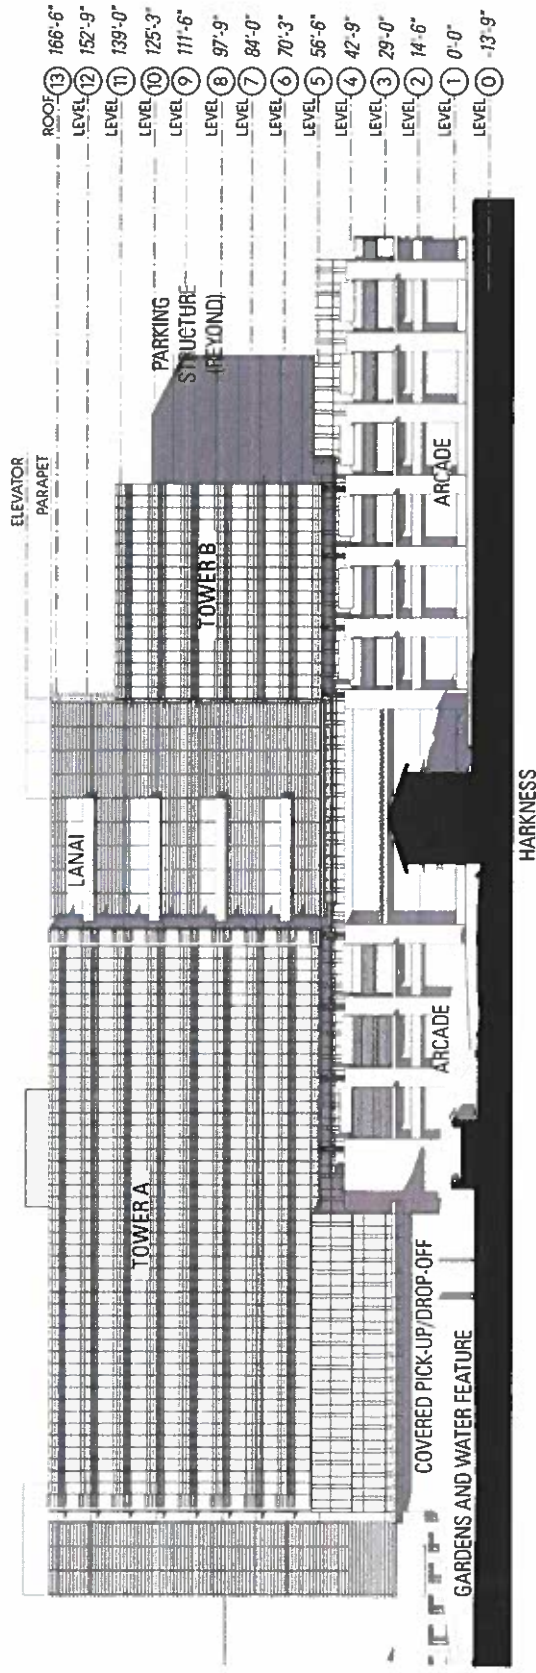 ELEVATOR
PARAPET
ROOF 13 166'-6"
LEVEL 12 152'-9"
LEVEL 11 139'-0"
LEVEL 10 125'-3"
LEVEL 9 111'-6"
LEVEL 8 97'-9"
LEVEL 7 84'-0"
LEVEL 6 70'-3"
LEVEL 5 56'-6"
LEVEL 4 42'-9"
LEVEL 3 29'-0"
LEVEL 2 14'-6"
LEVEL 1 0'-0"
LEVEL 0 -13'-9"
TOWER A
LANAI
TOWER B
PARKING
STRUCTURE
(BEYOND)
COVERED PICK-UP/DROP-OFF
GARDENS AND WATER FEATURE
ARCADE
ARCADE
HARKNESS